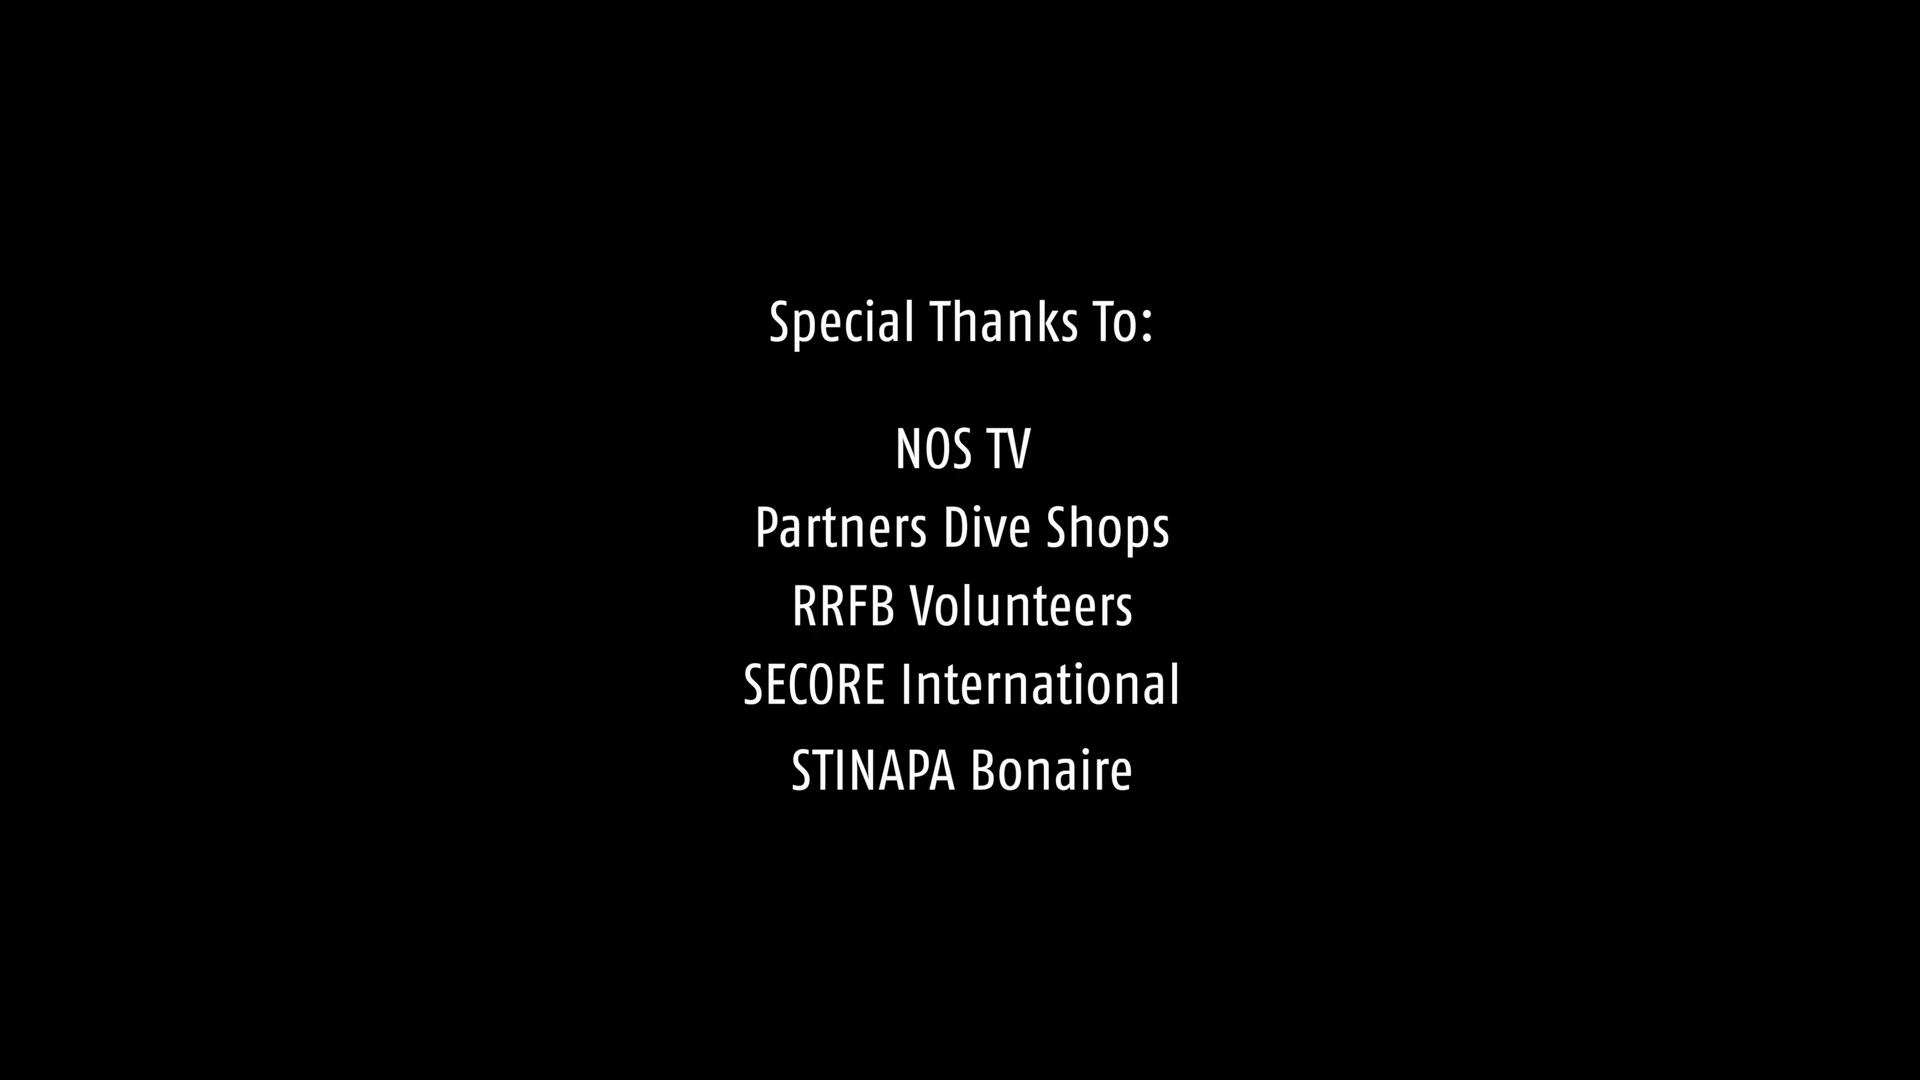 Special Thanks To:
NOS TV
Partners Dive Shops
RRFB Volunteers
SECORE International
STINAPA Bonaire